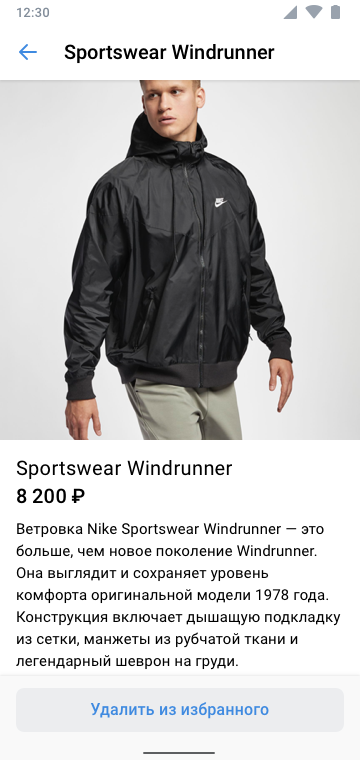 12:30
Sportswear Windrunner
Sportswear Windrunner
8 200 ₽
Ветровка Nike Sportswear Windrunner — это
больше, чем новое поколение Windrunner.
Она выглядит и сохраняет уровень
комфорта оригинальной модели 1978 года.
Конструкция включает дышащую подкладку
из сетки, манжеты из рубчатой ткани и
легендарный шеврон на груди.
Удалить из избранного